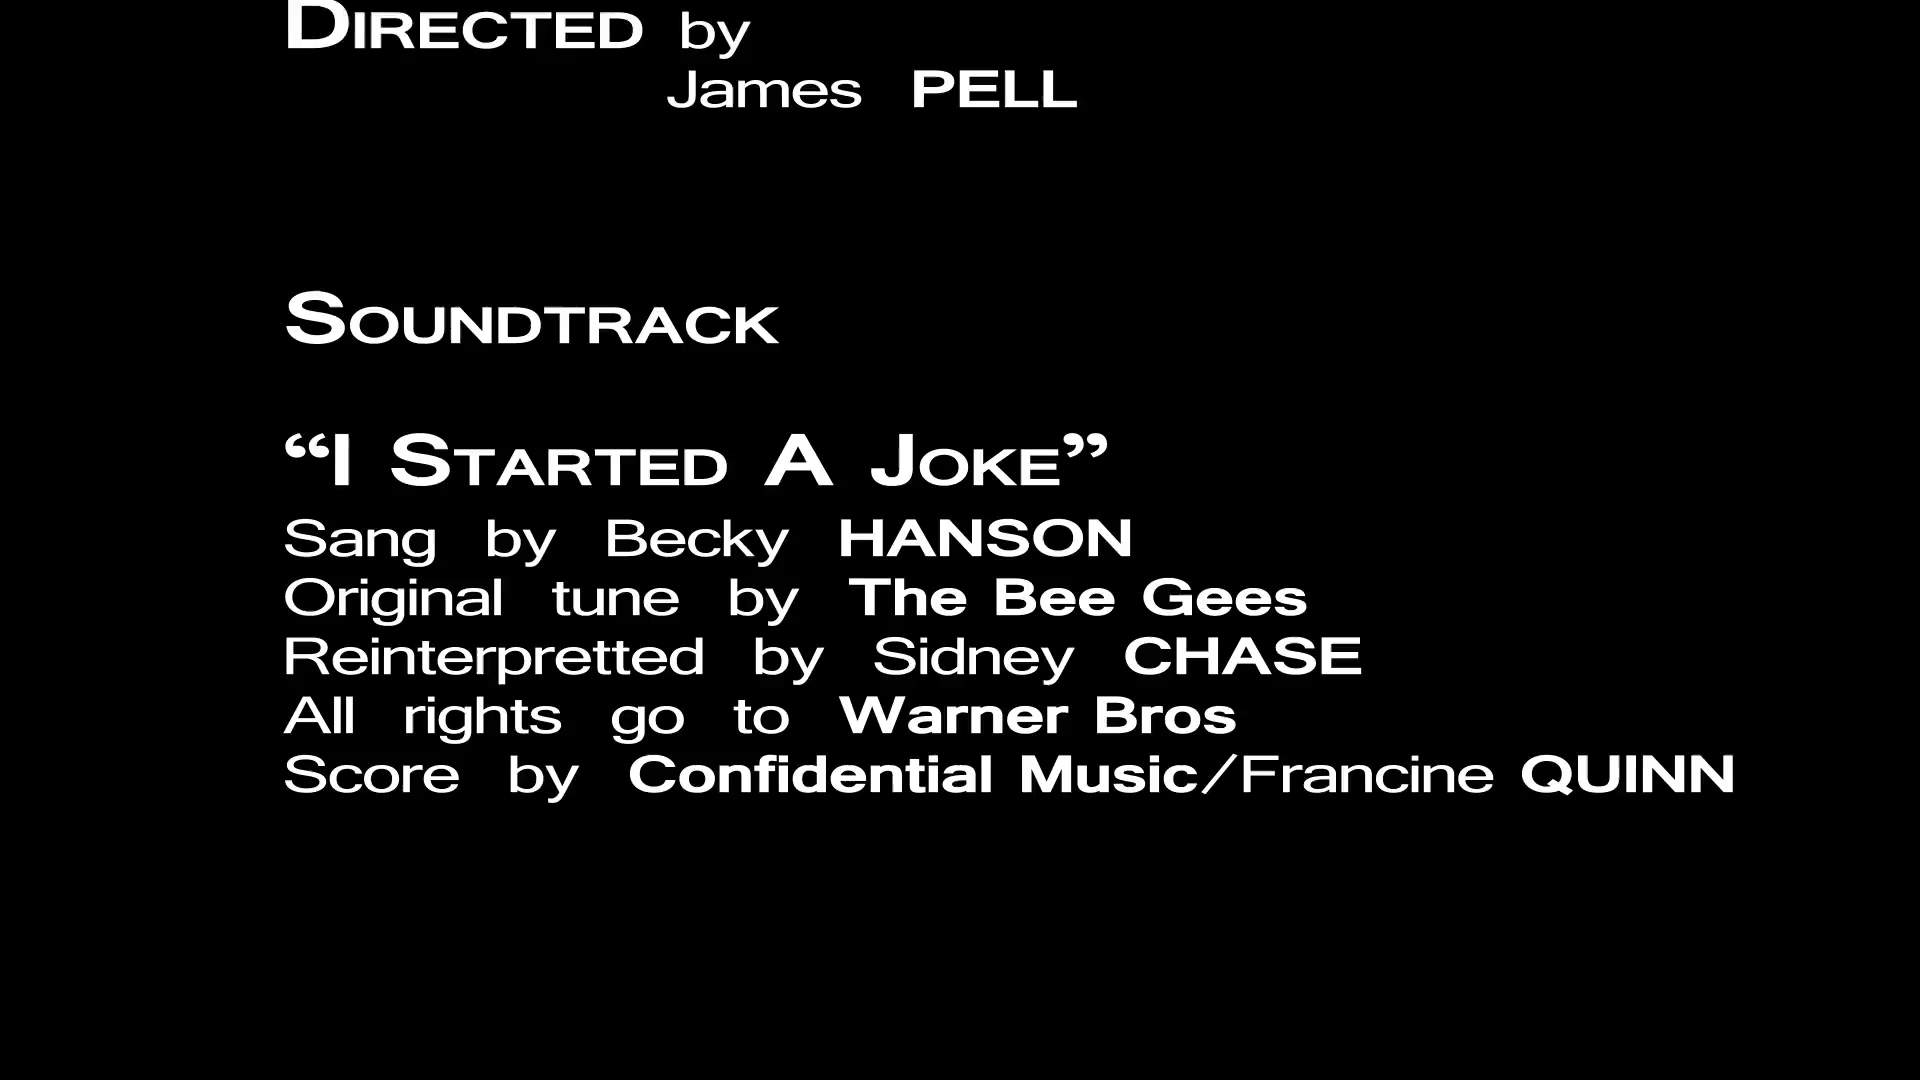 DIRECTED by
James PELL
SOUNDTRACK
“I STARTED A JOKE”
Sang by Becky HANSON
Original tune by The Bee Gees
Reinterpretted by Sidney CHASE
All rights go to Warner Bros
Score by Confidential Music/Francine QUINN